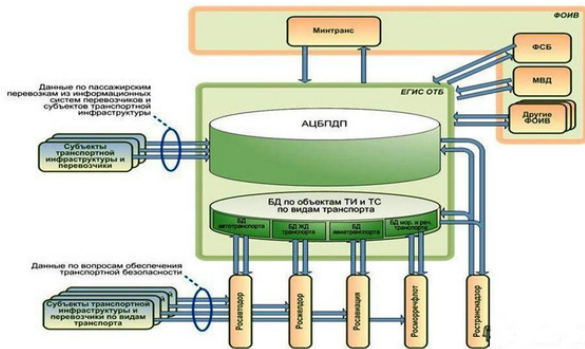 ФОИВ
Минтранс
ФСБ
МВД
Другие
ФОИВ
ЕГИС ОТБ
Данные по пассажирским
перевозкам из информационных
систем перевозчиков и
субъектов транспортной
инфраструктуры
АЦБПДП
Субъекты
транспортной
инфраструктуры и
перевозчики
БД по объектам ТИ и ТС
по видам транспорта
БД
автотранспорта
БД ЖД
транспорта
БД
авиатранспорта
БД мор. и реч.
транспорта
Данные по вопросам обеспечения
транспортной безопасности
Субъекты транспортной
инфраструктуры и
перевозчики по видам
транспорта
Росавтодор
Росжелдор
Росавиация
Росморречфлот
Ространснадзор